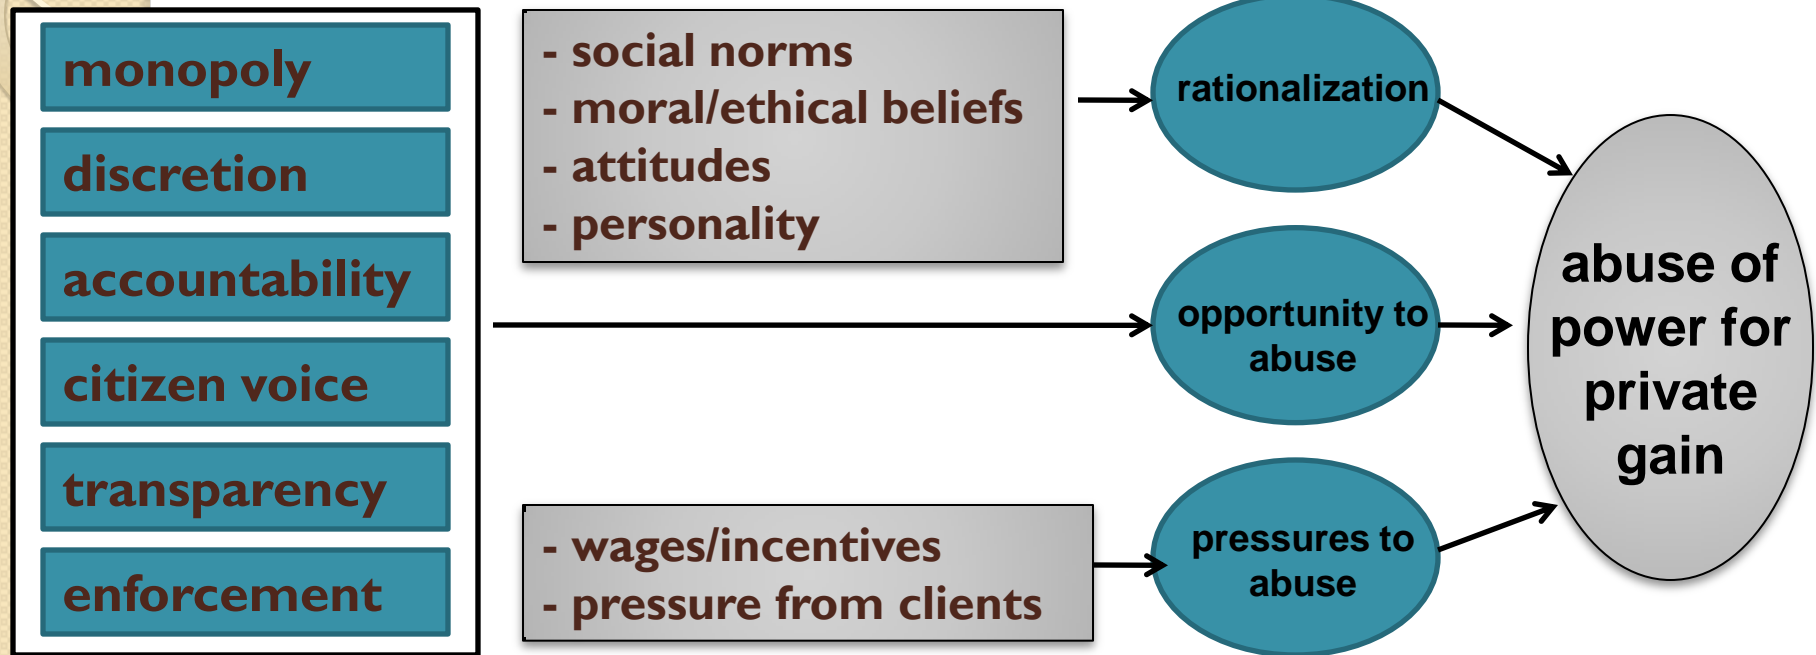 monopoly
discretion
accountability
citizen voice
transparency
enforcement
- social norms
- moral/ethical beliefs
- attitudes
- personality
- wages/incentives
- pressure from clients
rationalization
opportunity to
abuse
pressures to
abuse
abuse of
power for
private
gain